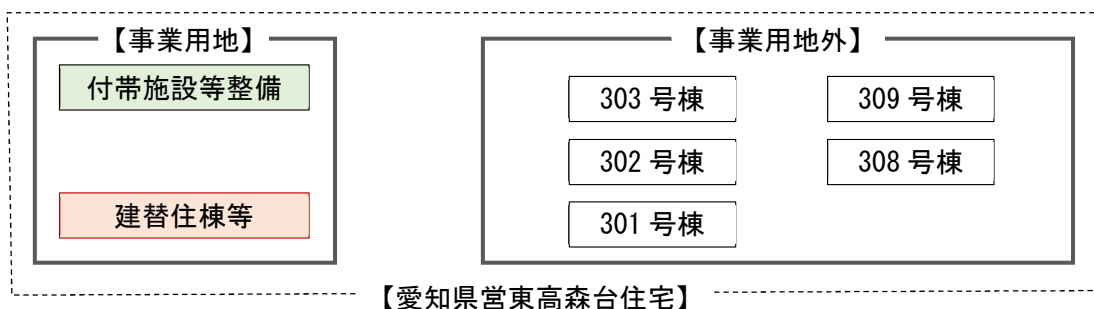 【事業用地】
付帯施設等整備
建替住棟等
【事業用地外】
303 号棟
302 号棟
301 号棟
309 号棟
308 号棟
【愛知県営東高森台住宅】